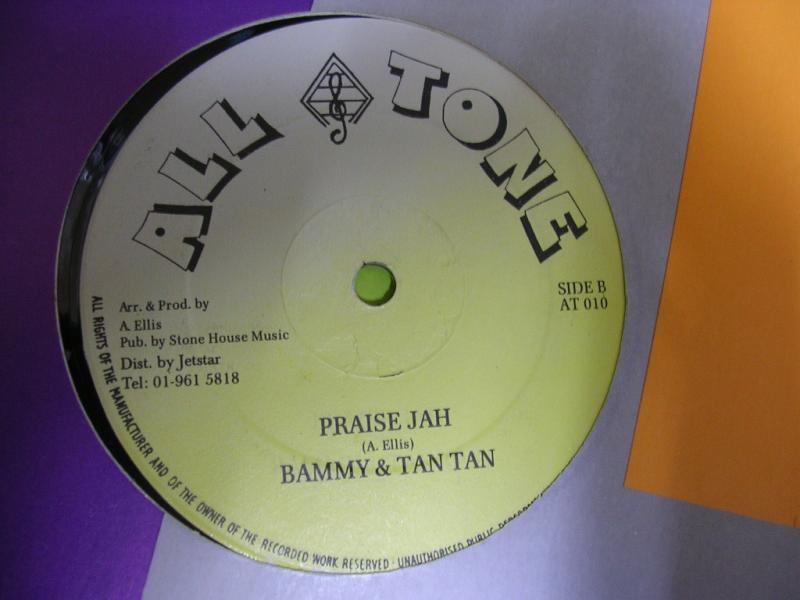 ALL TONE
SIDE B
AT 010
Arr. & Prod. by
A. Ellis
Pub. by Stone House Music
Dist. by Jetstar
Tel: 01-961 5818
PRAISE JAH
(A. Ellis)
BAMMY & TAN TAN
ALL RIGHTS OF THE MANUFACTURER AND OF THE OWNER OF THE RECORDED WORK RESERVED · UNAUTHORISED PUBLIC